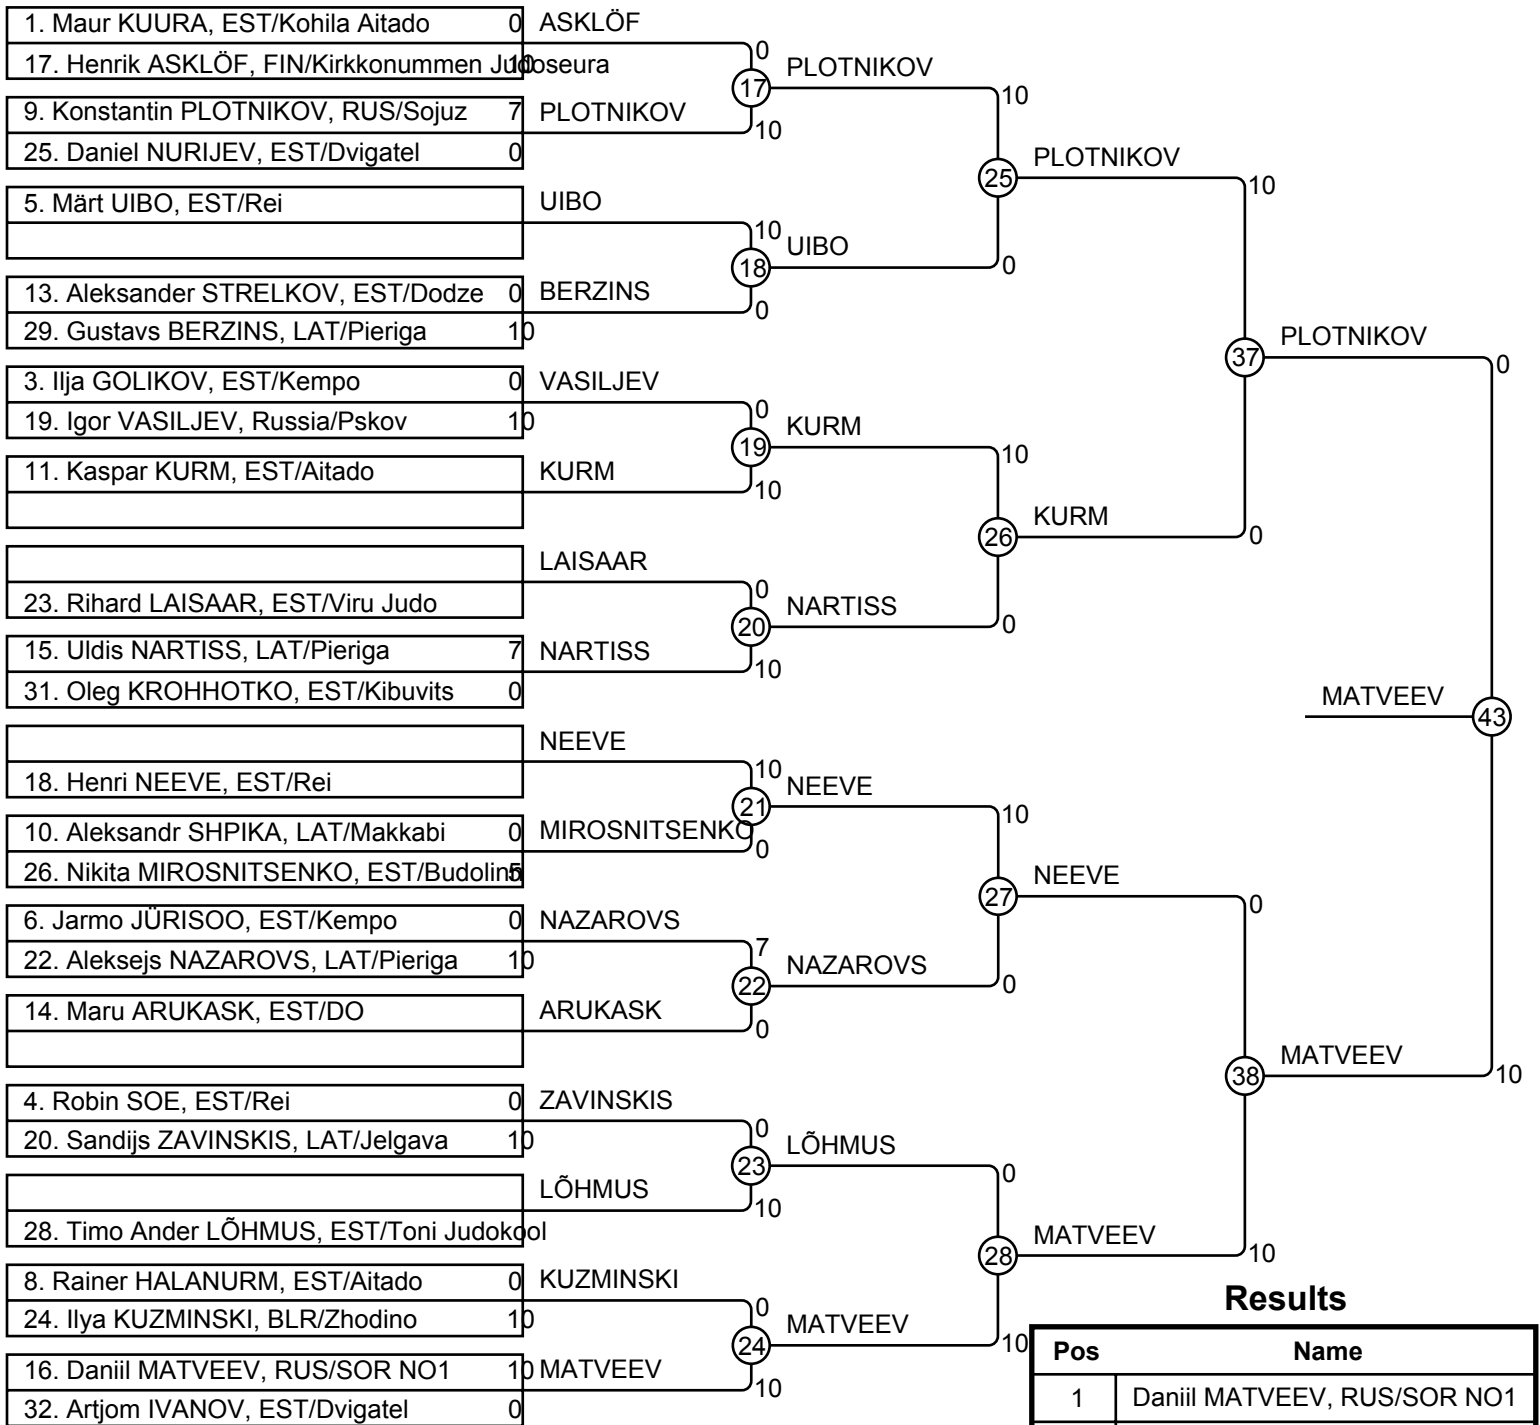 1. Maur KUURA, EST/Kohila Aitado 0 ASKLÖF
0
17. Henrik ASKLÖF, FIN/Kirkkonummen Judoseura 10
PLOTNIKOV
17
10
9. Konstantin PLOTNIKOV, RUS/Sojuz 7 PLOTNIKOV
10
25. Daniel NURIJEV, EST/Dvigatel 0
PLOTNIKOV
25
10
5. Märt UIBO, EST/Rei UIBO
10
UIBO
18
0
13. Aleksander STRELKOV, EST/Dodze 0 BERZINS
0
29. Gustavs BERZINS, LAT/Pieriga 10
PLOTNIKOV
37
0
3. Ilja GOLIKOV, EST/Kempo 0 VASILJEV
0
19. Igor VASILJEV, Russia/Pskov 10
KURM
19
10
11. Kaspar KURM, EST/Aitado KURM
10
KURM
26
0
LAISAAR
0
23. Rihard LAISAAR, EST/Viru Judo
NARTISS
20
0
15. Uldis NARTISS, LAT/Pieriga 7 NARTISS
10
31. Oleg KROHHOTKO, EST/Kibuvits 0
MATVEEV
43
NEEVE
10
18. Henri NEEVE, EST/Rei
NEEVE
21
10
10. Aleksandr SHPIKA, LAT/Makkabi 0 MIROSNITSENKO
0
26. Nikita MIROSNITSENKO, EST/Budolinn 5
NEEVE
27
0
6. Jarmo JÜRISOO, EST/Kempo 0 NAZAROVS
7
22. Aleksejs NAZAROVS, LAT/Pieriga 10
NAZAROVS
22
0
14. Maru ARUKASK, EST/DO ARUKASK
0
MATVEEV
38
10
4. Robin SOE, EST/Rei 0 ZAVINSKIS
0
20. Sandijs ZAVINSKIS, LAT/Jelgava 10
LÕHMUS
23
0
LÕHMUS
10
28. Timo Ander LÕHMUS, EST/Toni Judokool
MATVEEV
28
10
8. Rainer HALANURM, EST/Aitado 0 KUZMINSKI
0
24. Ilya KUZMINSKI, BLR/Zhodino 10
MATVEEV
24
10
16. Daniil MATVEEV, RUS/SOR NO1 10 MATVEEV
10
32. Artjom IVANOV, EST/Dvigatel 0
Results
Pos Name
1 Daniil MATVEEV, RUS/SOR NO1